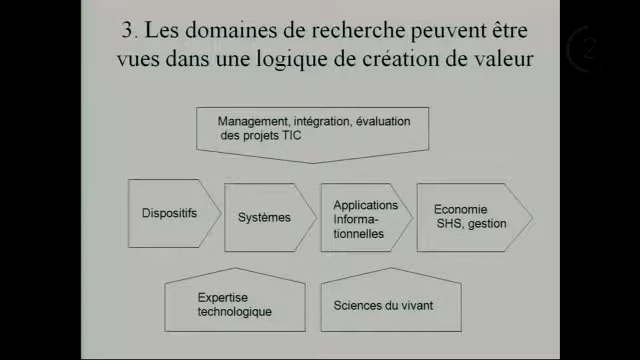 3. Les domaines de recherche peuvent être
vues dans une logique de création de valeur
2
Management, intégration, évaluation
des projets TIC
Dispositifs
Systèmes
Applications
Informa-
tionnelles
Economie
SHS, gestion
Expertise
technologique
Sciences du vivant